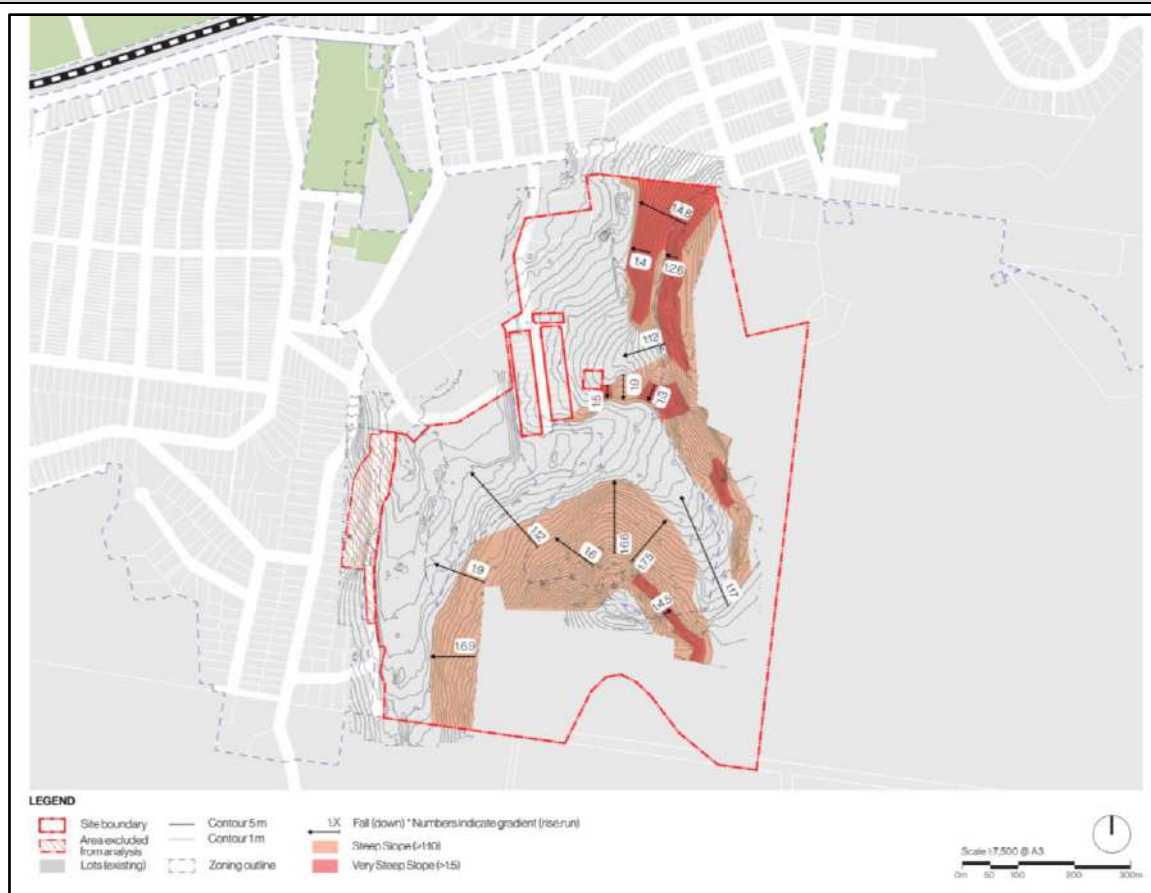 1:4.8
1:4
1:2.6
1:12
1:9
1:5
1:3
1:12
1:6
1:6.6
1:7.5
1:17
1:9
1:4.5
1:6.9
LEGEND
Site boundary
Area excluded
from analysis
Lots (existing)
Contour 5 m
Contour 1 m
Zoning outline
1:X Fall (down) * Numbers indicate gradient (rise:run)
Steep Slope (>1:10)
Very Steep Slope (>1:5)
Scale 1:7,500 @ A3
0m 50 100 200 300m